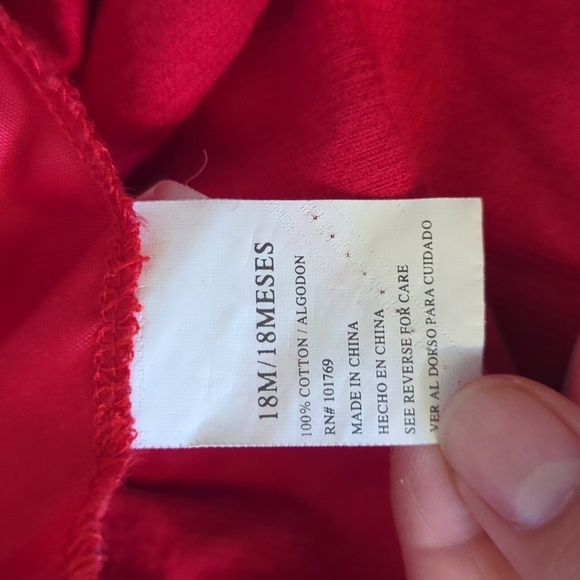 18M/18MESES
100% COTTON / ALGODON
RN# 101769
MADE IN CHINA
HECHO EN CHINA
SEE REVERSE FOR CARE
VER AL DORSO PARA CUIDADO